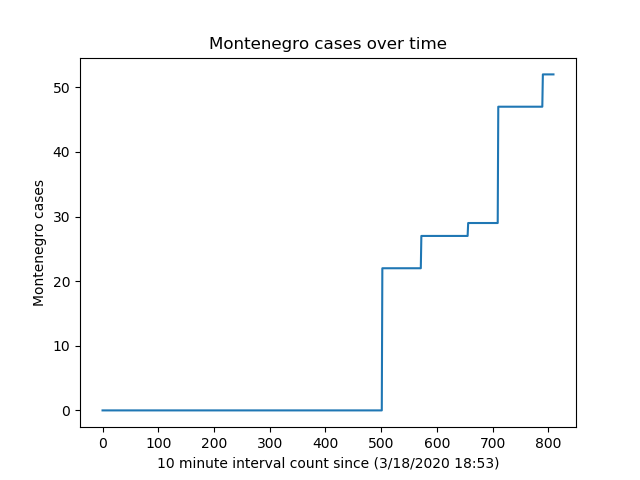 Montenegro cases over time
50
40
30
20
10
0
Montenegro cases
0 100 200 300 400 500 600 700 800
10 minute interval count since (3/18/2020 18:53)